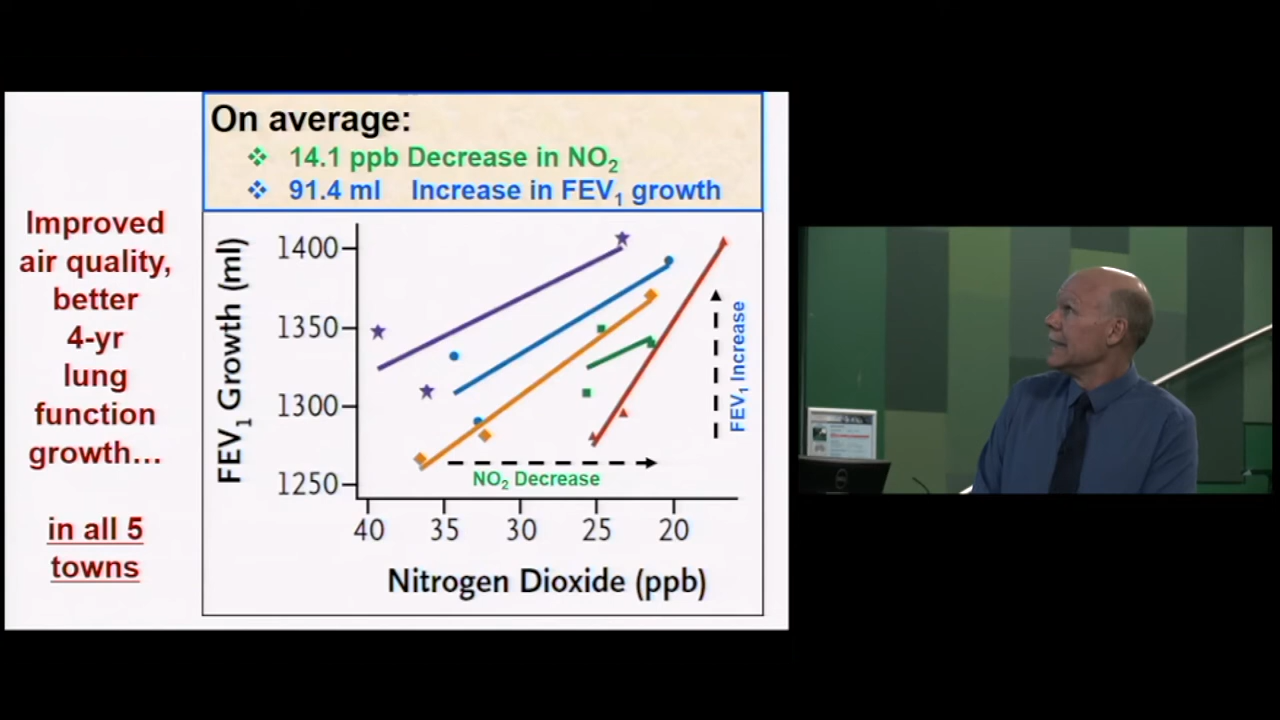 On average:
❖ 14.1 ppb Decrease in NO₂
❖ 91.4 ml Increase in FEV₁ growth
Improved
air quality,
better
4-yr
lung
function
growth…
in all 5
towns
FEV₁ Growth (ml)
1400
1350
1300
1250
40 35 30 25 20
Nitrogen Dioxide (ppb)
NO₂ Decrease
FEV₁ Increase
DELL